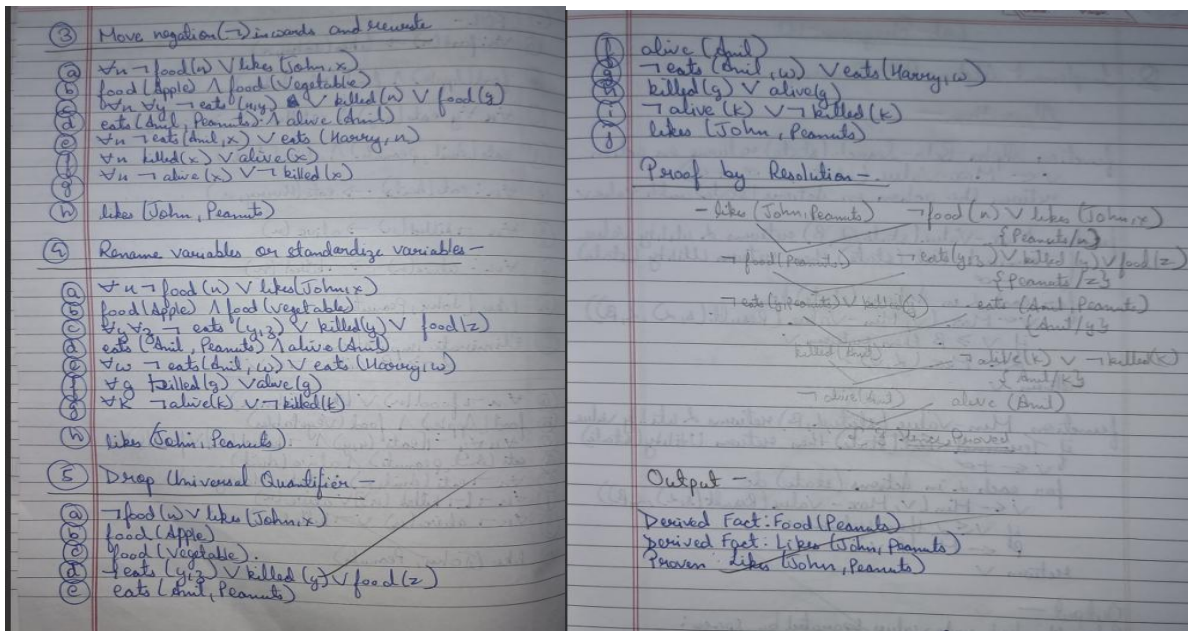 ③ Move negation (¬) inwards and rewrite
ⓐ ∀n ¬ food (n) ∨ likes (John, x)
ⓑ food (Apple) ∧ food (Vegetable)
ⓒ ∀n ∀y ¬ eats (n,y) ∨ killed (n) ∨ food (y)
ⓓ eats (Anil, Peanuts) ∧ alive (Anil)
ⓔ ∀n ¬ eats (Anil, x) ∨ eats (Harry, n)
ⓕ ∀n killed (x) ∨ alive (x)
ⓖ ∀n ¬ alive (x) ∨ ¬ killed (x)
ⓗ likes (John, Peanuts)
④ Rename variables or standardize variables -
ⓐ ∀n ¬ food (n) ∨ likes (John, x)
ⓑ food (Apple) ∧ food (Vegetable)
ⓒ ∀y ∀z ¬ eats (y,z) ∨ killed (y) ∨ food (z)
ⓓ eats (Anil, Peanuts) ∧ alive (Anil)
ⓔ ∀w ¬ eats (Anil, w) ∨ eats (Harry, w)
ⓕ ∀g killed (g) ∨ alive (g)
ⓖ ∀k ¬ alive (k) ∨ ¬ killed (k)
ⓗ likes (John, Peanuts).
⑤ Drop Universal Quantifier -
ⓐ ¬ food (n) ∨ likes (John, x)
ⓑ food (Apple)
ⓒ food (Vegetable).
ⓓ ¬ eats (y,z) ∨ killed (y) ∨ food (z)
ⓔ eats (Anil, Peanuts)
ⓕ alive (Anil)
ⓖ ¬ eats (Anil, w) ∨ eats (Harry, w)
ⓗ killed (g) ∨ alive (g)
ⓘ ¬ alive (k) ∨ ¬ killed (k)
ⓙ likes (John, Peanuts)
Proof by Resolution -
¬ likes (John, Peanuts) ¬ food (n) ∨ likes (John, x)
{Peanuts/n}
¬ food (Peanuts) ¬ eats (y,z) ∨ killed (y) ∨ food (z)
{Peanuts/z}
¬ eats (y, Peanuts) ∨ killed (y) eats (Anil, Peanuts)
{Anil/y}
killed (Anil) ¬ alive (k) ∨ ¬ killed (k)
{Anil/k}
¬ alive (Anil) alive (Anil)
{ } Hence Proved
Output -
Derived Fact: Food (Peanuts)
Derived Fact: Likes (John, Peanuts)
Proven: Likes (John, Peanuts)